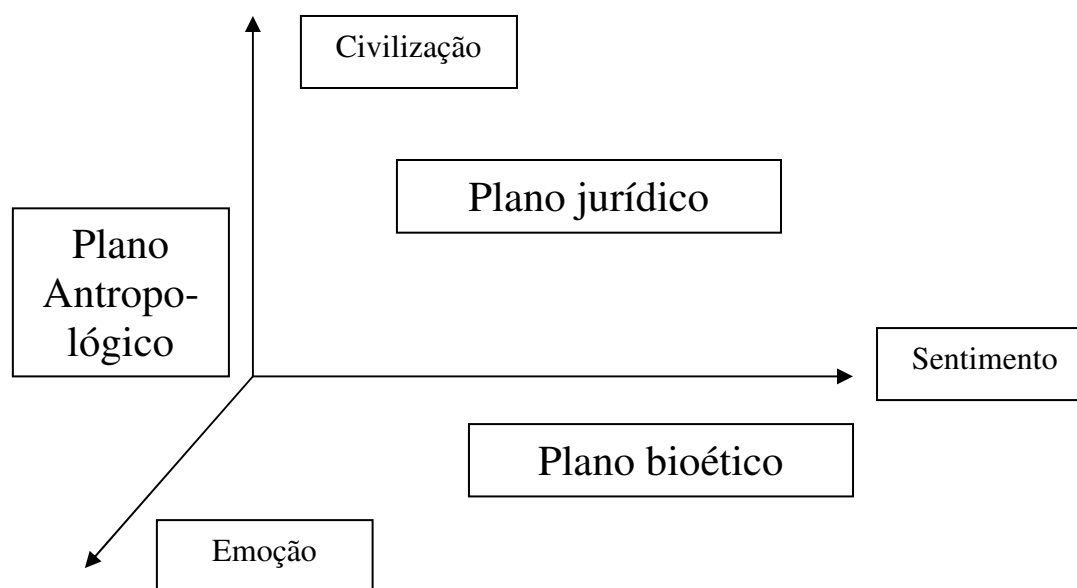 Civilização
Plano jurídico
Plano
Antropo-
lógico
Sentimento
Plano bioético
Emoção